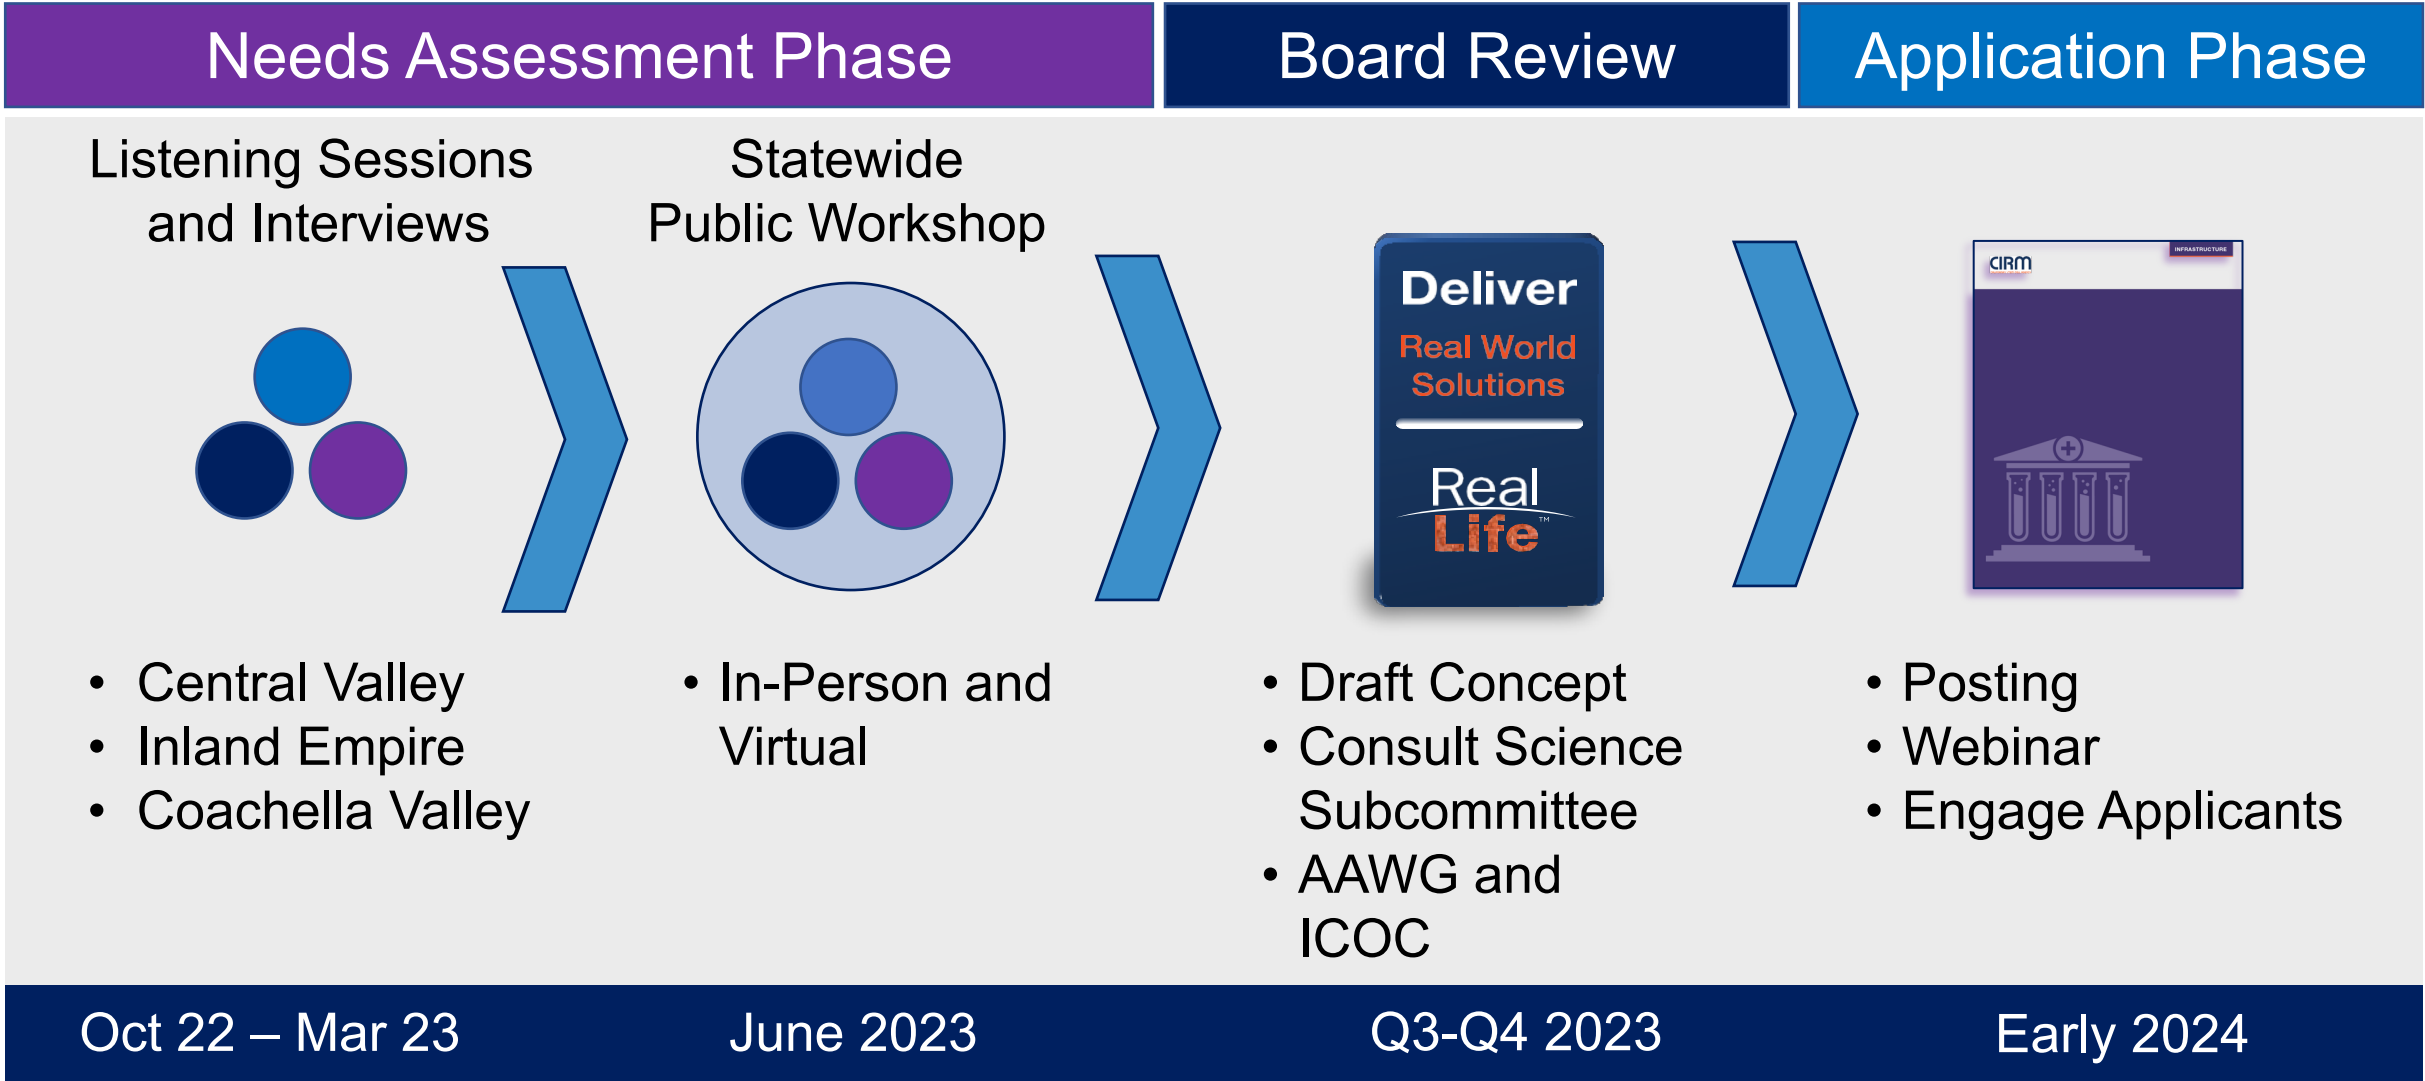 Needs Assessment Phase
Board Review
Application Phase
Listening Sessions
and Interviews
• Central Valley
• Inland Empire
• Coachella Valley
Oct 22 – Mar 23
Statewide
Public Workshop
• In-Person and
Virtual
June 2023
Deliver
Real World
Solutions
Real
Life™
• Draft Concept
• Consult Science
Subcommittee
• AAWG and
ICOC
Q3-Q4 2023
INFRASTRUCTURE
CIRM
• Posting
• Webinar
• Engage Applicants
Early 2024